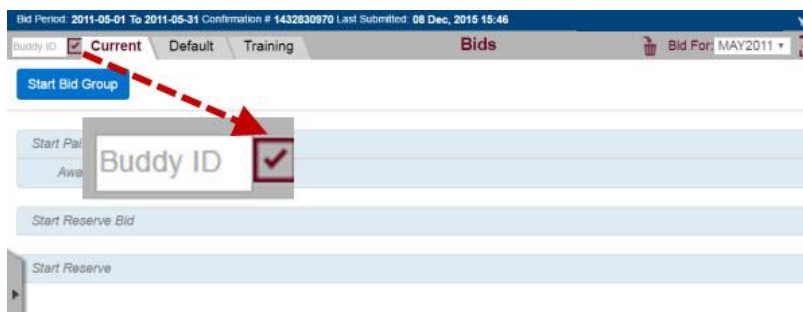 Bid Period: 2011-05-01 To 2011-05-31 Confirmation # 1432830970 Last Submitted: 08 Dec, 2015 15:46
Buddy ID Current Default Training Bids Bid For: MAY2011
Start Bid Group
Start
Buddy ID
Start Reserve Bid
Start Reserve